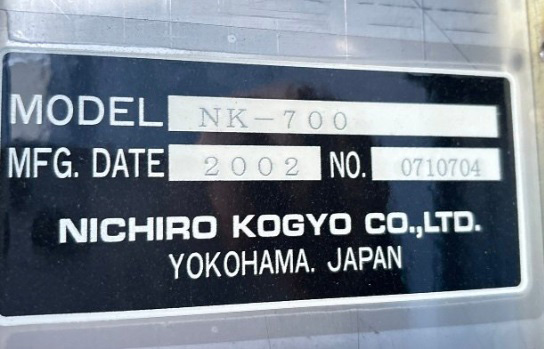 MODEL NK-700
MFG. DATE 2002 NO. 0710704
NICHIRO KOGYO CO.,LTD.
YOKOHAMA. JAPAN